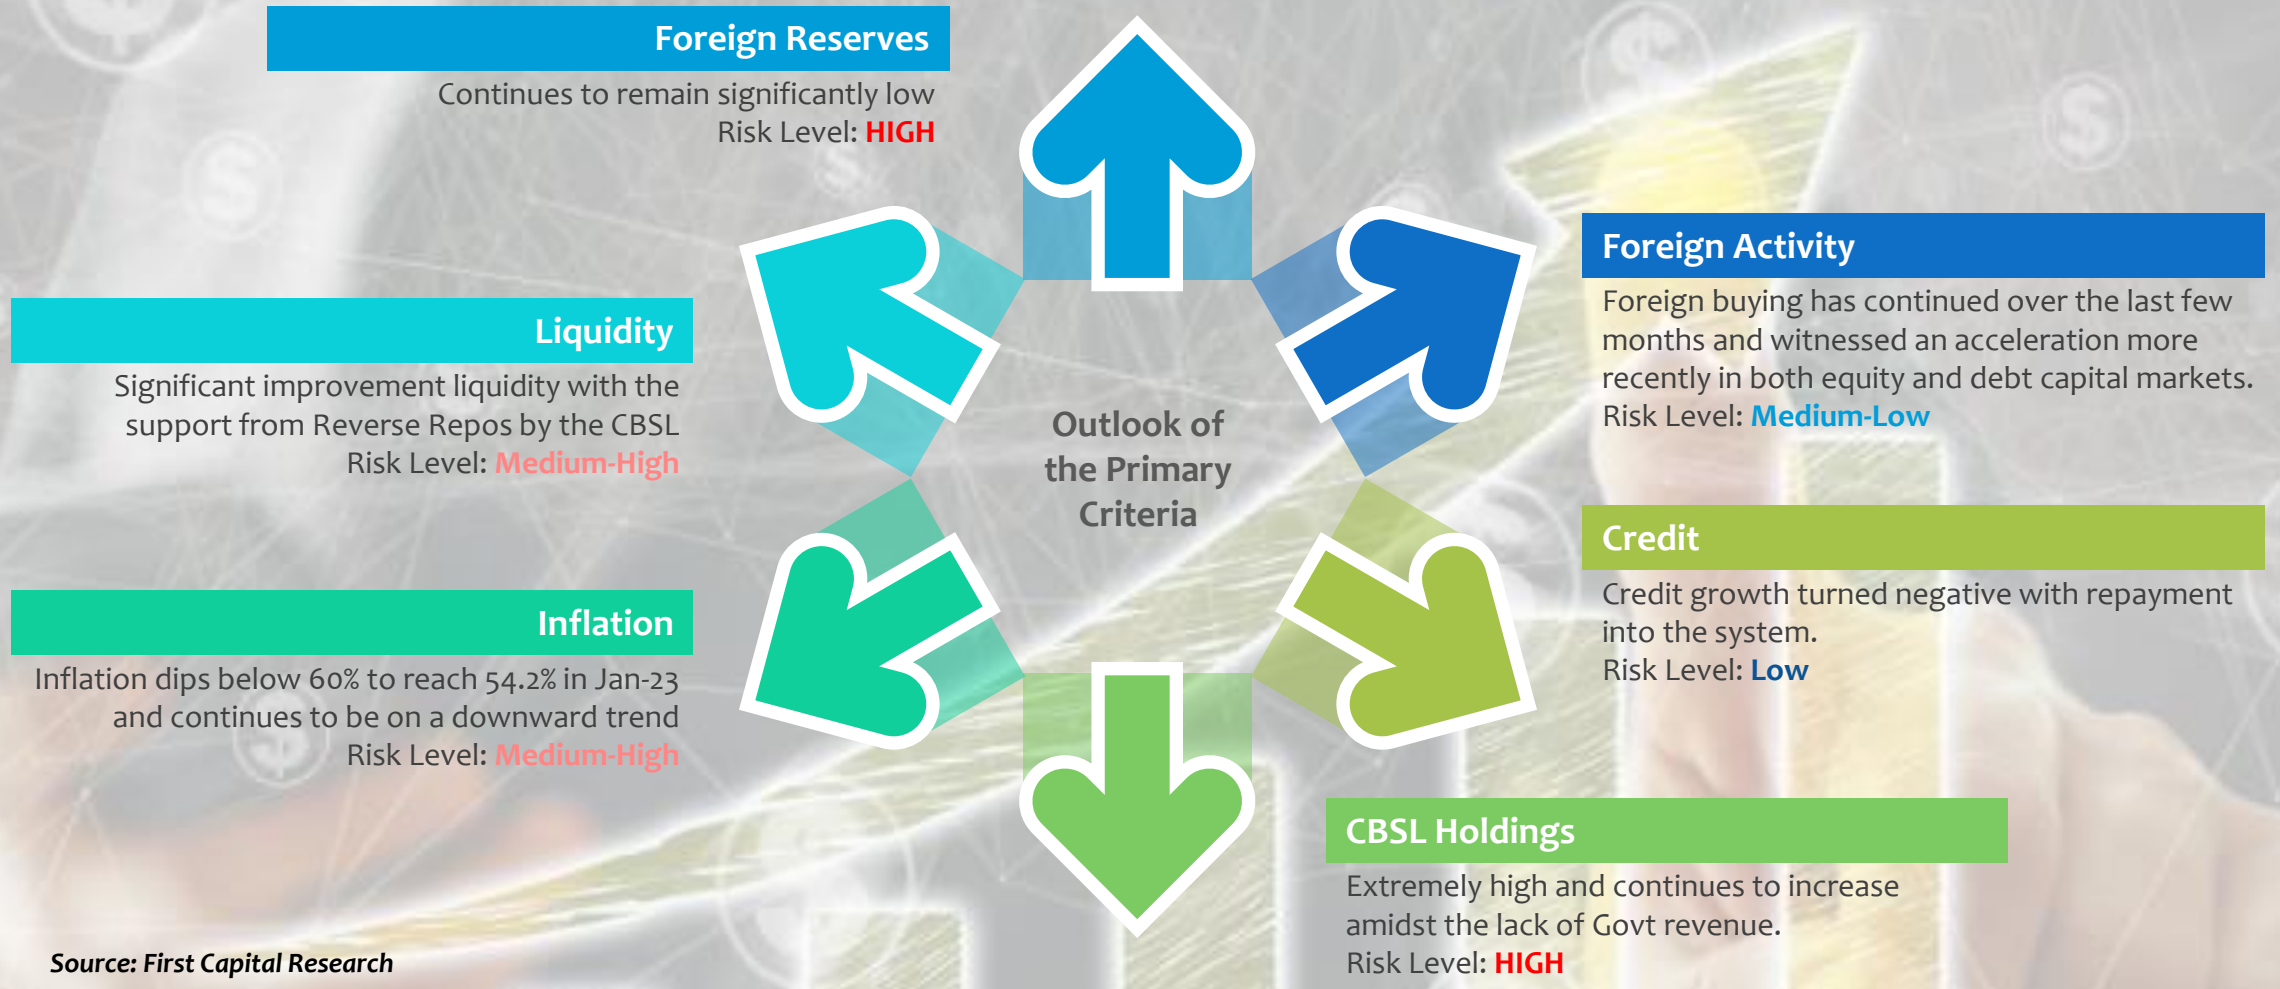 Foreign Reserves
Continues to remain significantly low
Risk Level: HIGH
Liquidity
Significant improvement liquidity with the
support from Reverse Repos by the CBSL
Risk Level: Medium-High
Inflation
Inflation dips below 60% to reach 54.2% in Jan-23
and continues to be on a downward trend
Risk Level: Medium-High
Outlook of
the Primary
Criteria
Foreign Activity
Foreign buying has continued over the last few
months and witnessed an acceleration more
recently in both equity and debt capital markets.
Risk Level: Medium-Low
Credit
Credit growth turned negative with repayment
into the system.
Risk Level: Low
CBSL Holdings
Extremely high and continues to increase
amidst the lack of Govt revenue.
Risk Level: HIGH
Source: First Capital Research